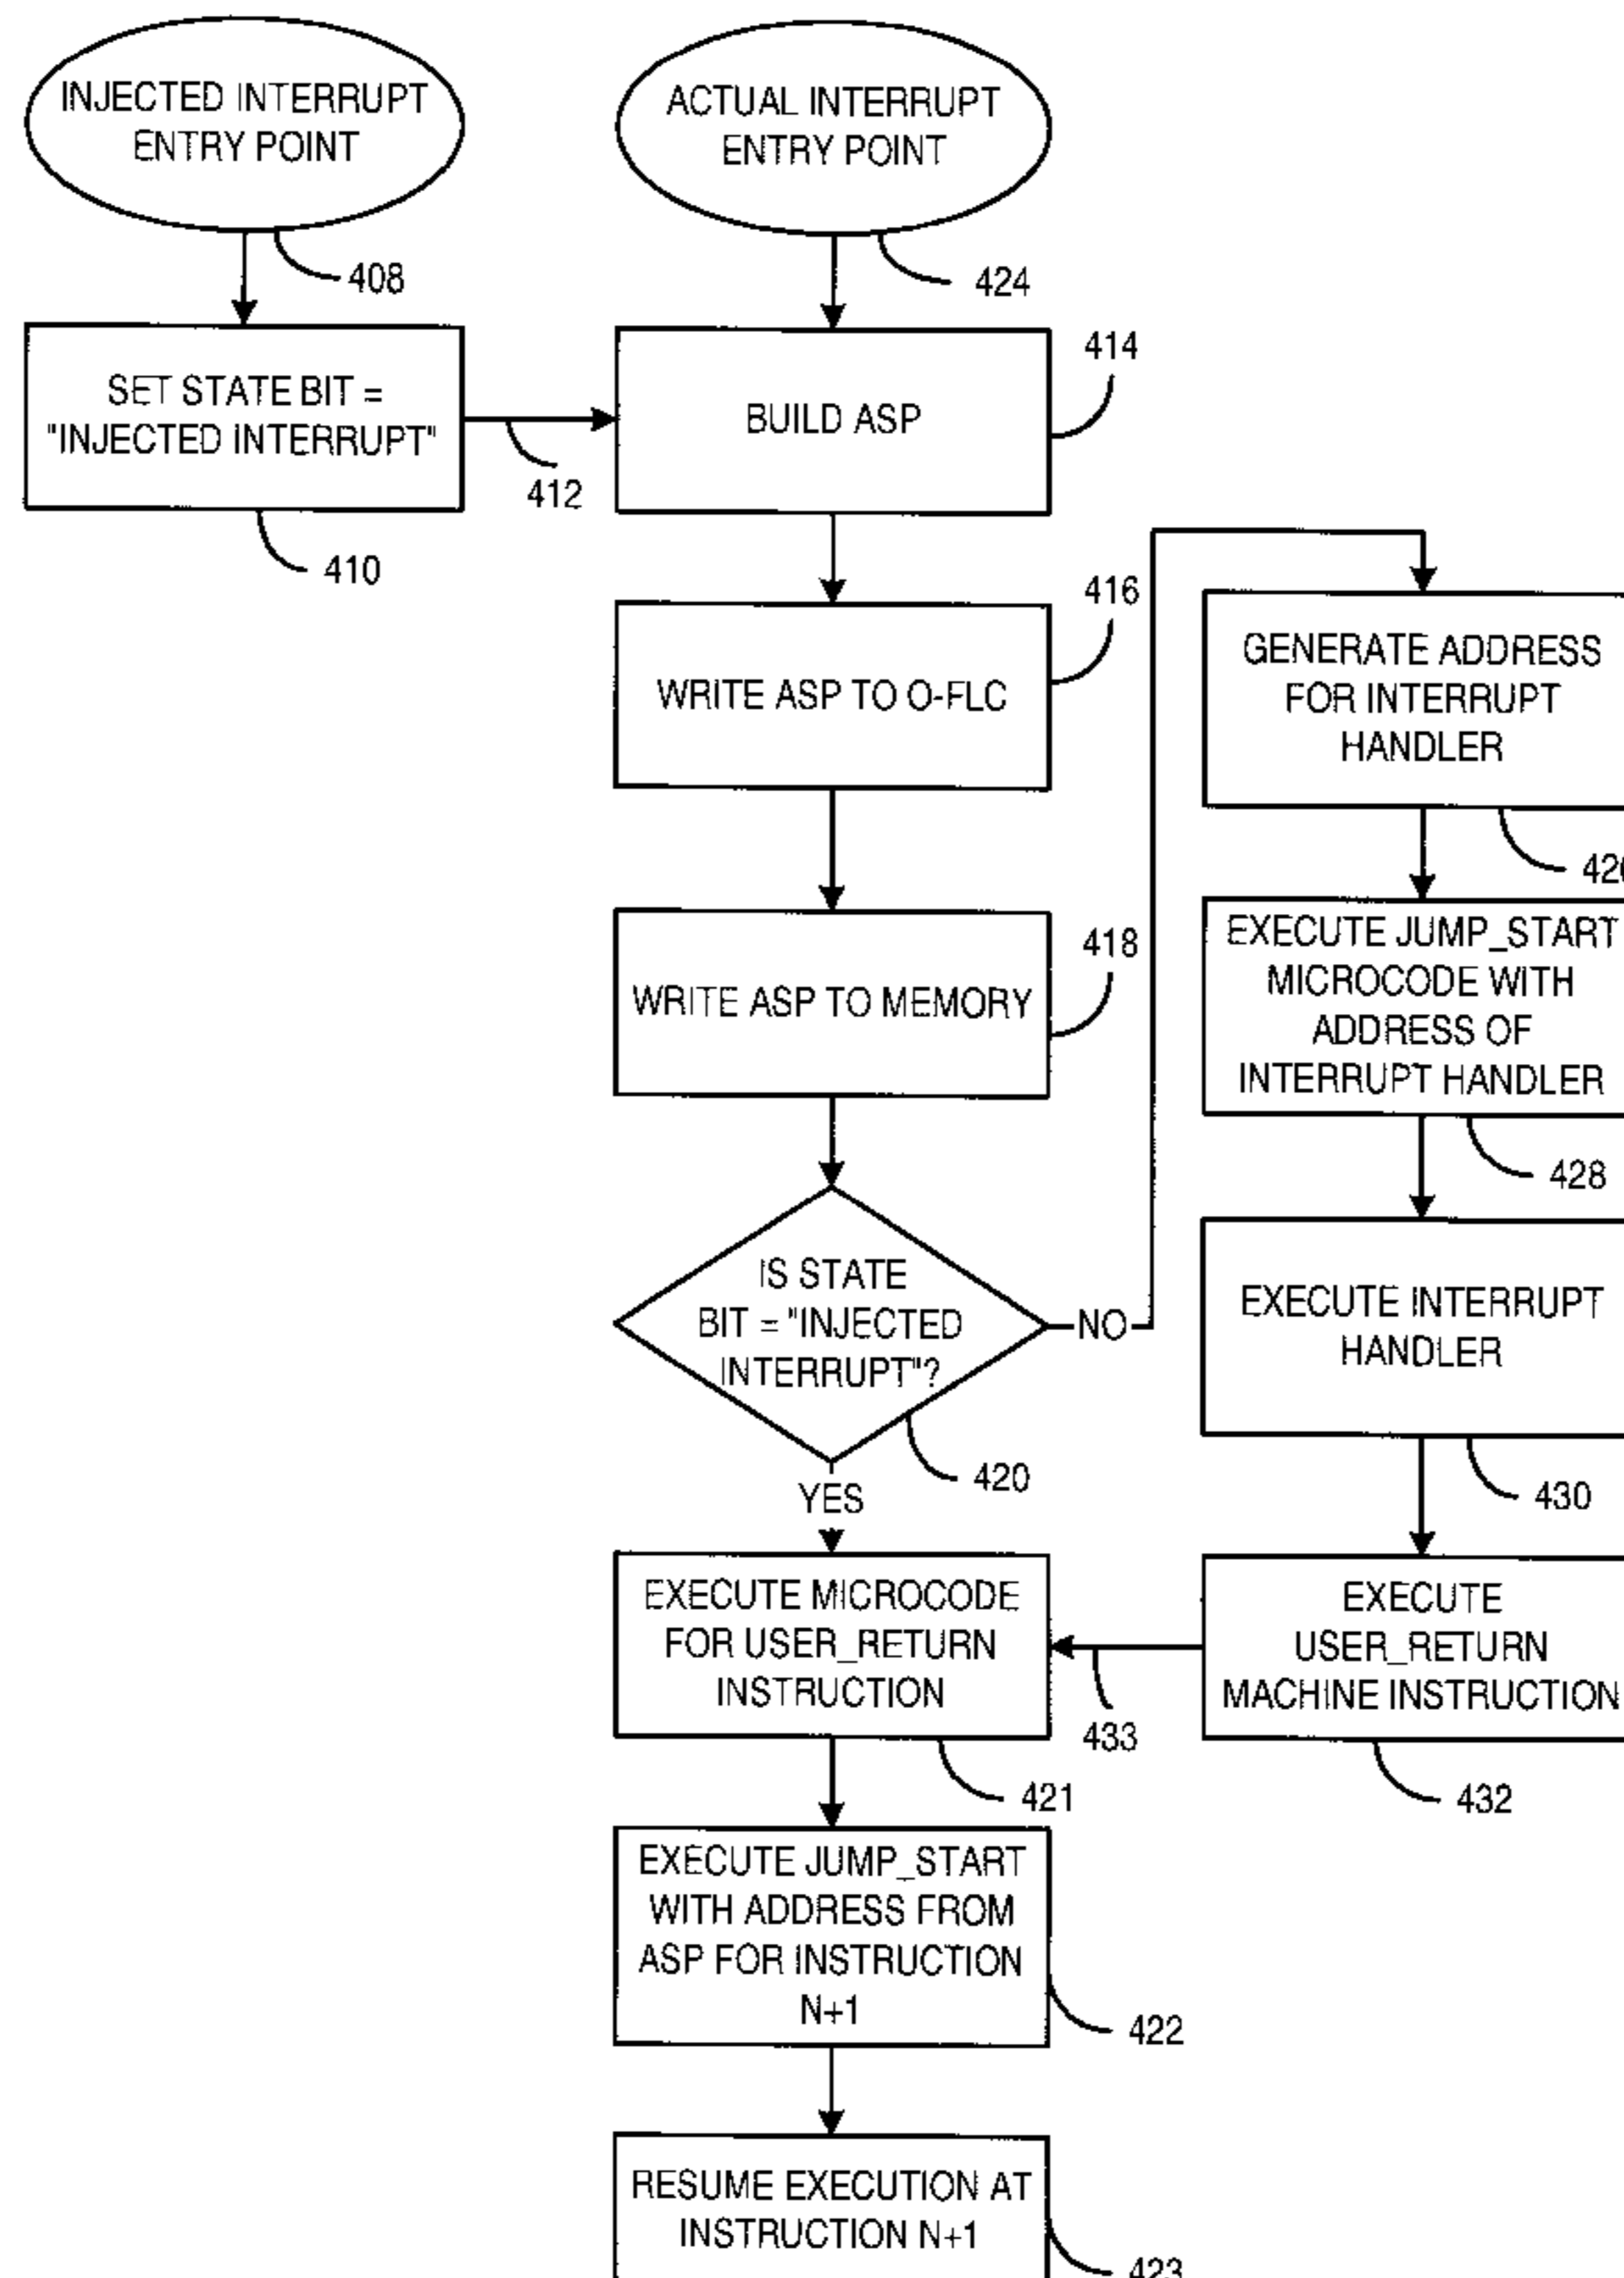 INJECTED INTERRUPT
ENTRY POINT
408
ACTUAL INTERRUPT
ENTRY POINT
424
SET STATE BIT =
"INJECTED INTERRUPT"
410
412
BUILD ASP
414
WRITE ASP TO O-FLC
416
WRITE ASP TO MEMORY
418
IS STATE
BIT = "INJECTED
INTERRUPT"?
420
NO
YES
GENERATE ADDRESS
FOR INTERRUPT
HANDLER
EXECUTE JUMP_START
MICROCODE WITH
ADDRESS OF
INTERRUPT HANDLER
428
EXECUTE INTERRUPT
HANDLER
430
EXECUTE
USER_RETURN
MACHINE INSTRUCTION
432
433
EXECUTE MICROCODE
FOR USER_RETURN
INSTRUCTION
421
EXECUTE JUMP_START
WITH ADDRESS FROM
ASP FOR INSTRUCTION
N+1
422
RESUME EXECUTION AT
INSTRUCTION N+1
423